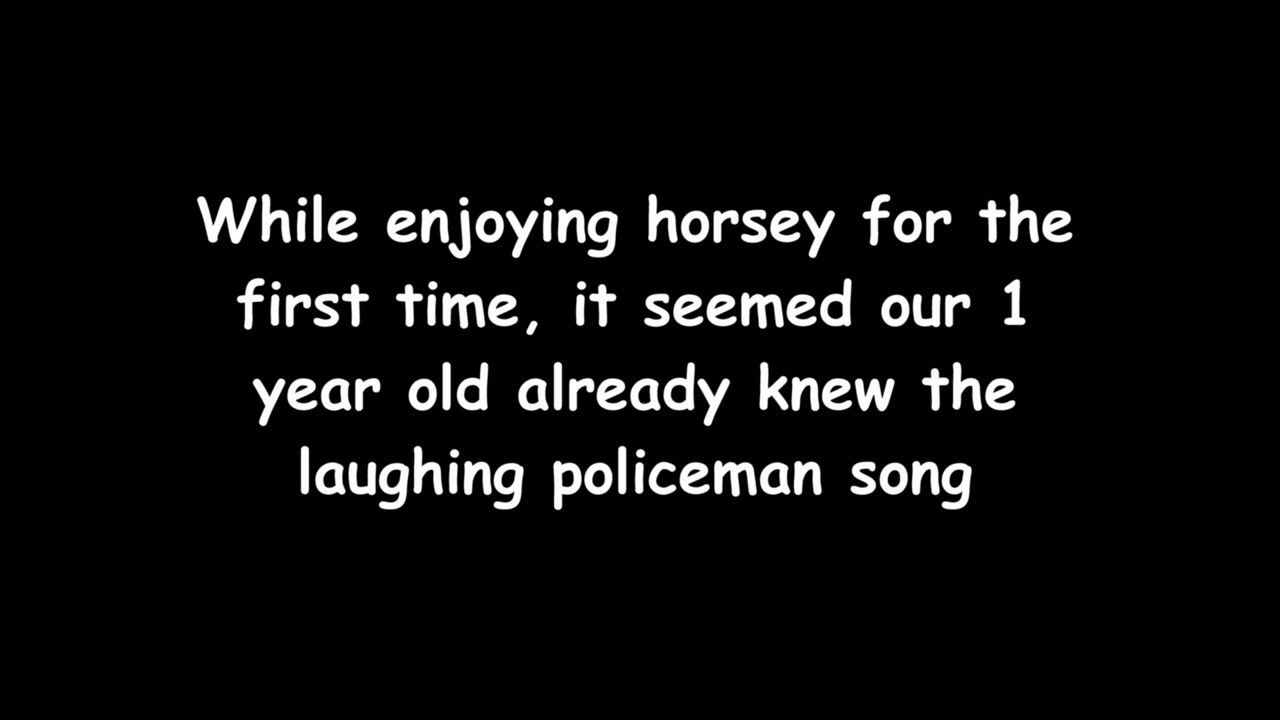 While enjoying horsey for the
first time, it seemed our 1
year old already knew the
laughing policeman song